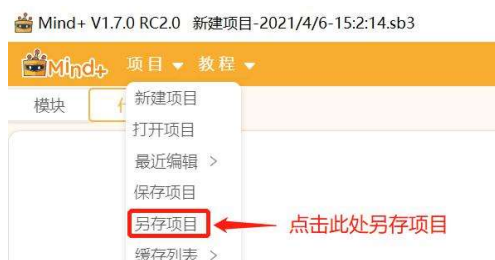 Mind+ V1.7.0 RC2.0 新建项目-2021/4/6-15:2:14.sb3
Mind+ 项目 教程
模块
新建项目
打开项目
最近编辑 >
保存项目
另存项目 点击此处另存项目
缓存列表 >